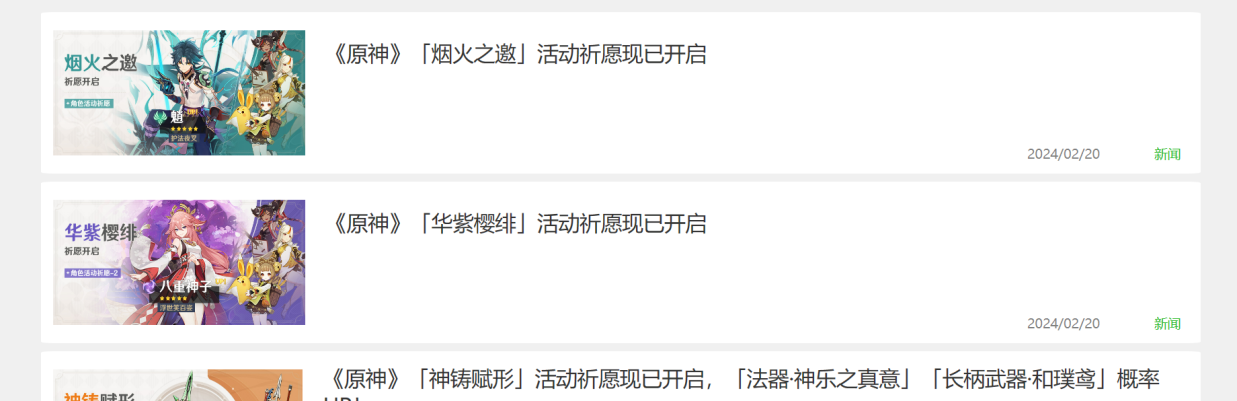 烟火之邀
祈愿开启
•角色活动祈愿
魈
护法夜叉
《原神》「烟火之邀」活动祈愿现已开启
2024/02/20
新闻
华紫樱绯
祈愿开启
•角色活动祈愿-2
八重神子
浮世笑百姿
《原神》「华紫樱绯」活动祈愿现已开启
2024/02/20
新闻
神铸赋形
《原神》「神铸赋形」活动祈愿现已开启，「法器·神乐之真意」「长柄武器·和璞鸢」概率